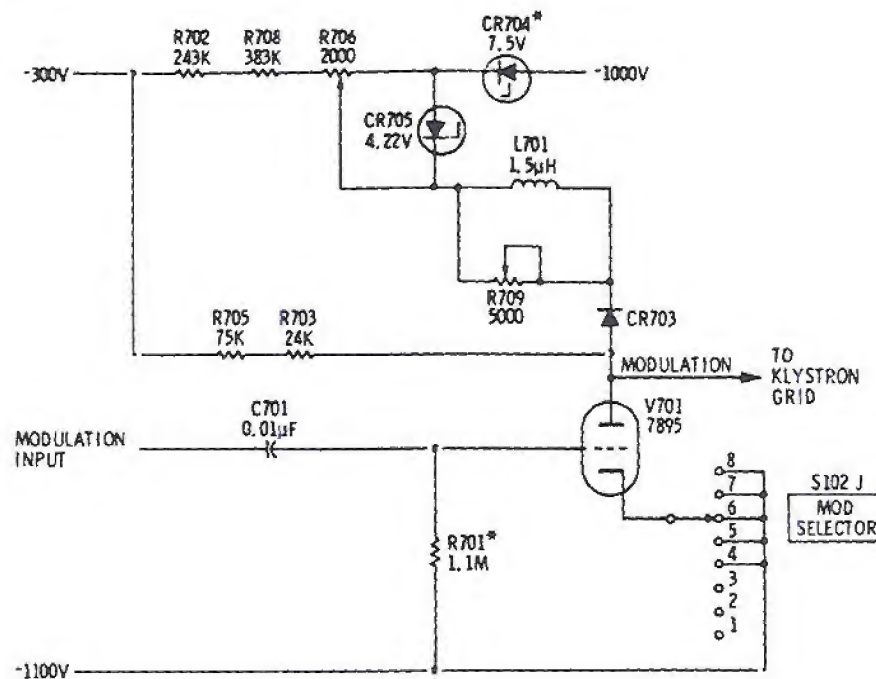 CR704*
7.5V
R702
243K
R708
383K
R706
2000
-300V
-1000V
CR705
4.22V
L701
1.5µH
R709
5000
CR703
R705
75K
R703
24K
MODULATION
TO
KLYSTRON
GRID
C701
0.01µF
V701
7895
MODULATION
INPUT
8
7
6
5
4
3
2
1
S102 J
MOD
SELECTOR
R701*
1.1M
-1100V